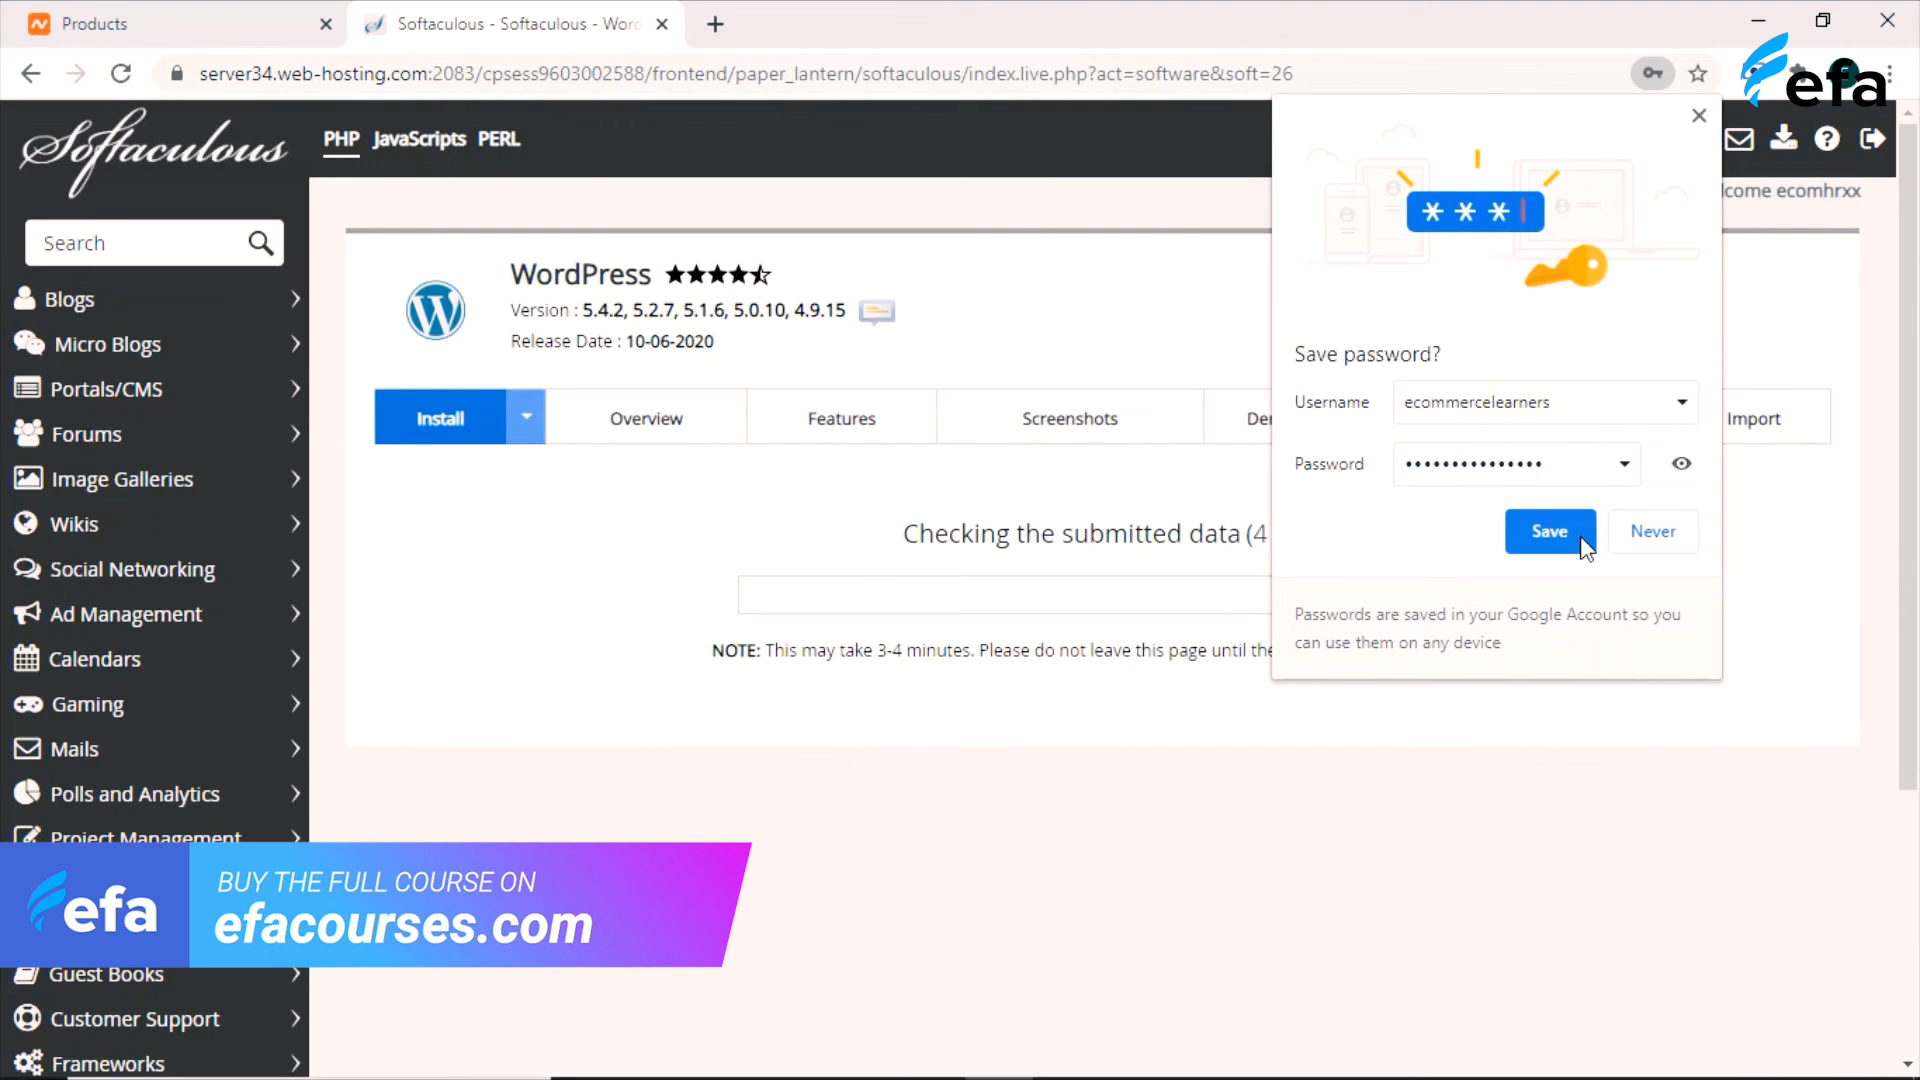 Products
Softaculous - Softaculous - Wor
server34.web-hosting.com:2083/cpsess9603002588/frontend/paper_lantern/softaculous/index.live.php?act=software&soft=26
efa
Softaculous
PHP JavaScripts PERL
lcome ecomhrxx
Search
Blogs
Micro Blogs
Portals/CMS
Forums
Image Galleries
Wikis
Social Networking
Ad Management
Calendars
Gaming
Mails
Polls and Analytics
Project Management
Guest Books
Customer Support
Frameworks
WordPress
Version : 5.4.2, 5.2.7, 5.1.6, 5.0.10, 4.9.15
Release Date : 10-06-2020
Install Overview Features Screenshots De Import
Checking the submitted data (4
NOTE: This may take 3-4 minutes. Please do not leave this page until the
***
Save password?
Username ecommercelearners
Password •••••••••••••••
Save Never
Passwords are saved in your Google Account so you
can use them on any device
efa
BUY THE FULL COURSE ON
efacourses.com